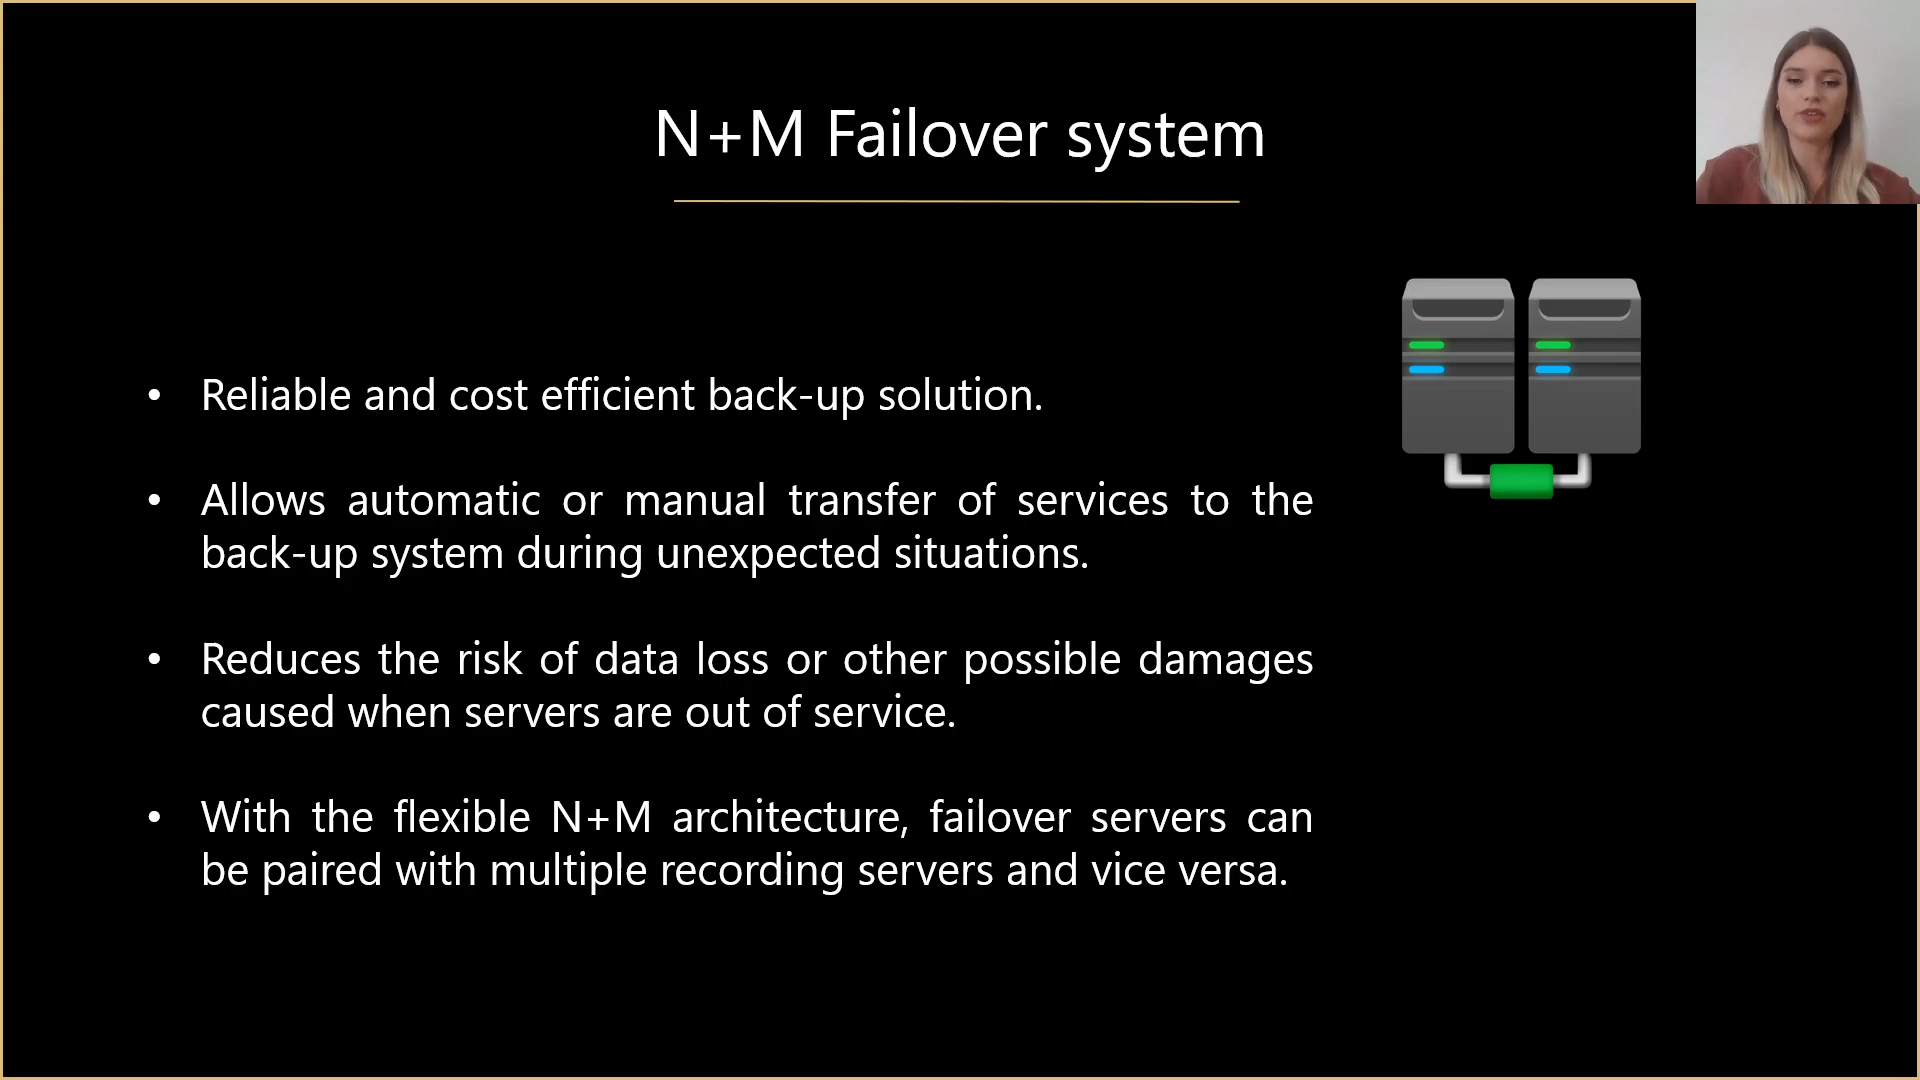 N+M Failover system
• Reliable and cost efficient back-up solution.
• Allows automatic or manual transfer of services to the
back-up system during unexpected situations.
• Reduces the risk of data loss or other possible damages
caused when servers are out of service.
• With the flexible N+M architecture, failover servers can
be paired with multiple recording servers and vice versa.